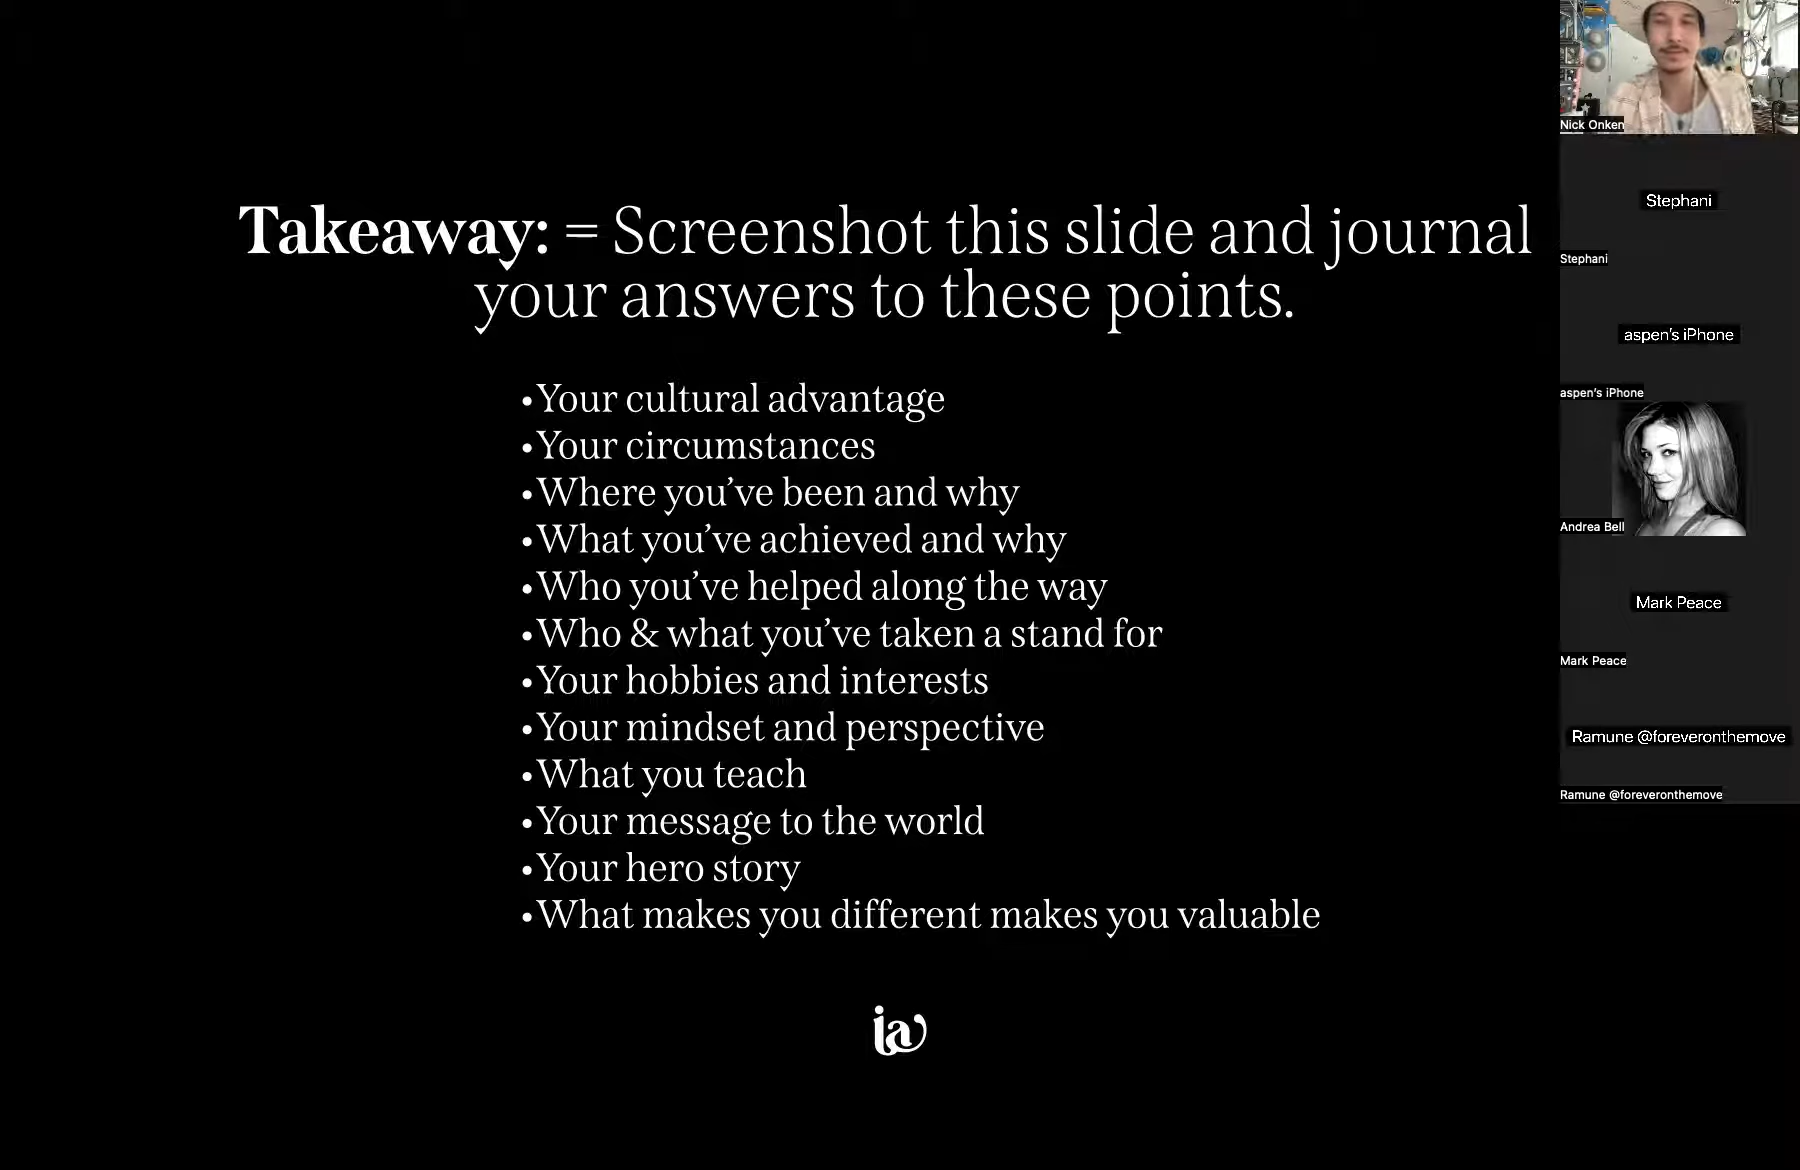 Takeaway: = Screenshot this slide and journal
your answers to these points.
•Your cultural advantage
•Your circumstances
•Where you’ve been and why
•What you’ve achieved and why
•Who you’ve helped along the way
•Who & what you’ve taken a stand for
•Your hobbies and interests
•Your mindset and perspective
•What you teach
•Your message to the world
•Your hero story
•What makes you different makes you valuable
ia
Nick Onken
Stephani
Stephani
aspen’s iPhone
aspen’s iPhone
Andrea Bell
Mark Peace
Mark Peace
Ramune @foreveronthemove
Ramune @foreveronthemove